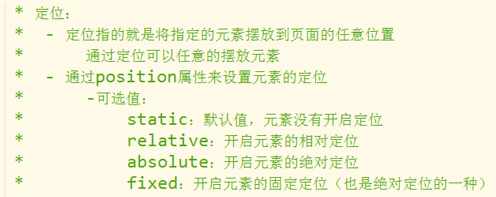 * 定位：
*  - 定位指的就是将指定的元素摆放到页面的任意位置
*      通过定位可以任意的摆放元素
*  - 通过position属性来设置元素的定位
*      -可选值：
*          static：默认值，元素没有开启定位
*          relative：开启元素的相对定位
*          absolute：开启元素的绝对定位
*          fixed：开启元素的固定定位（也是绝对定位的一种）